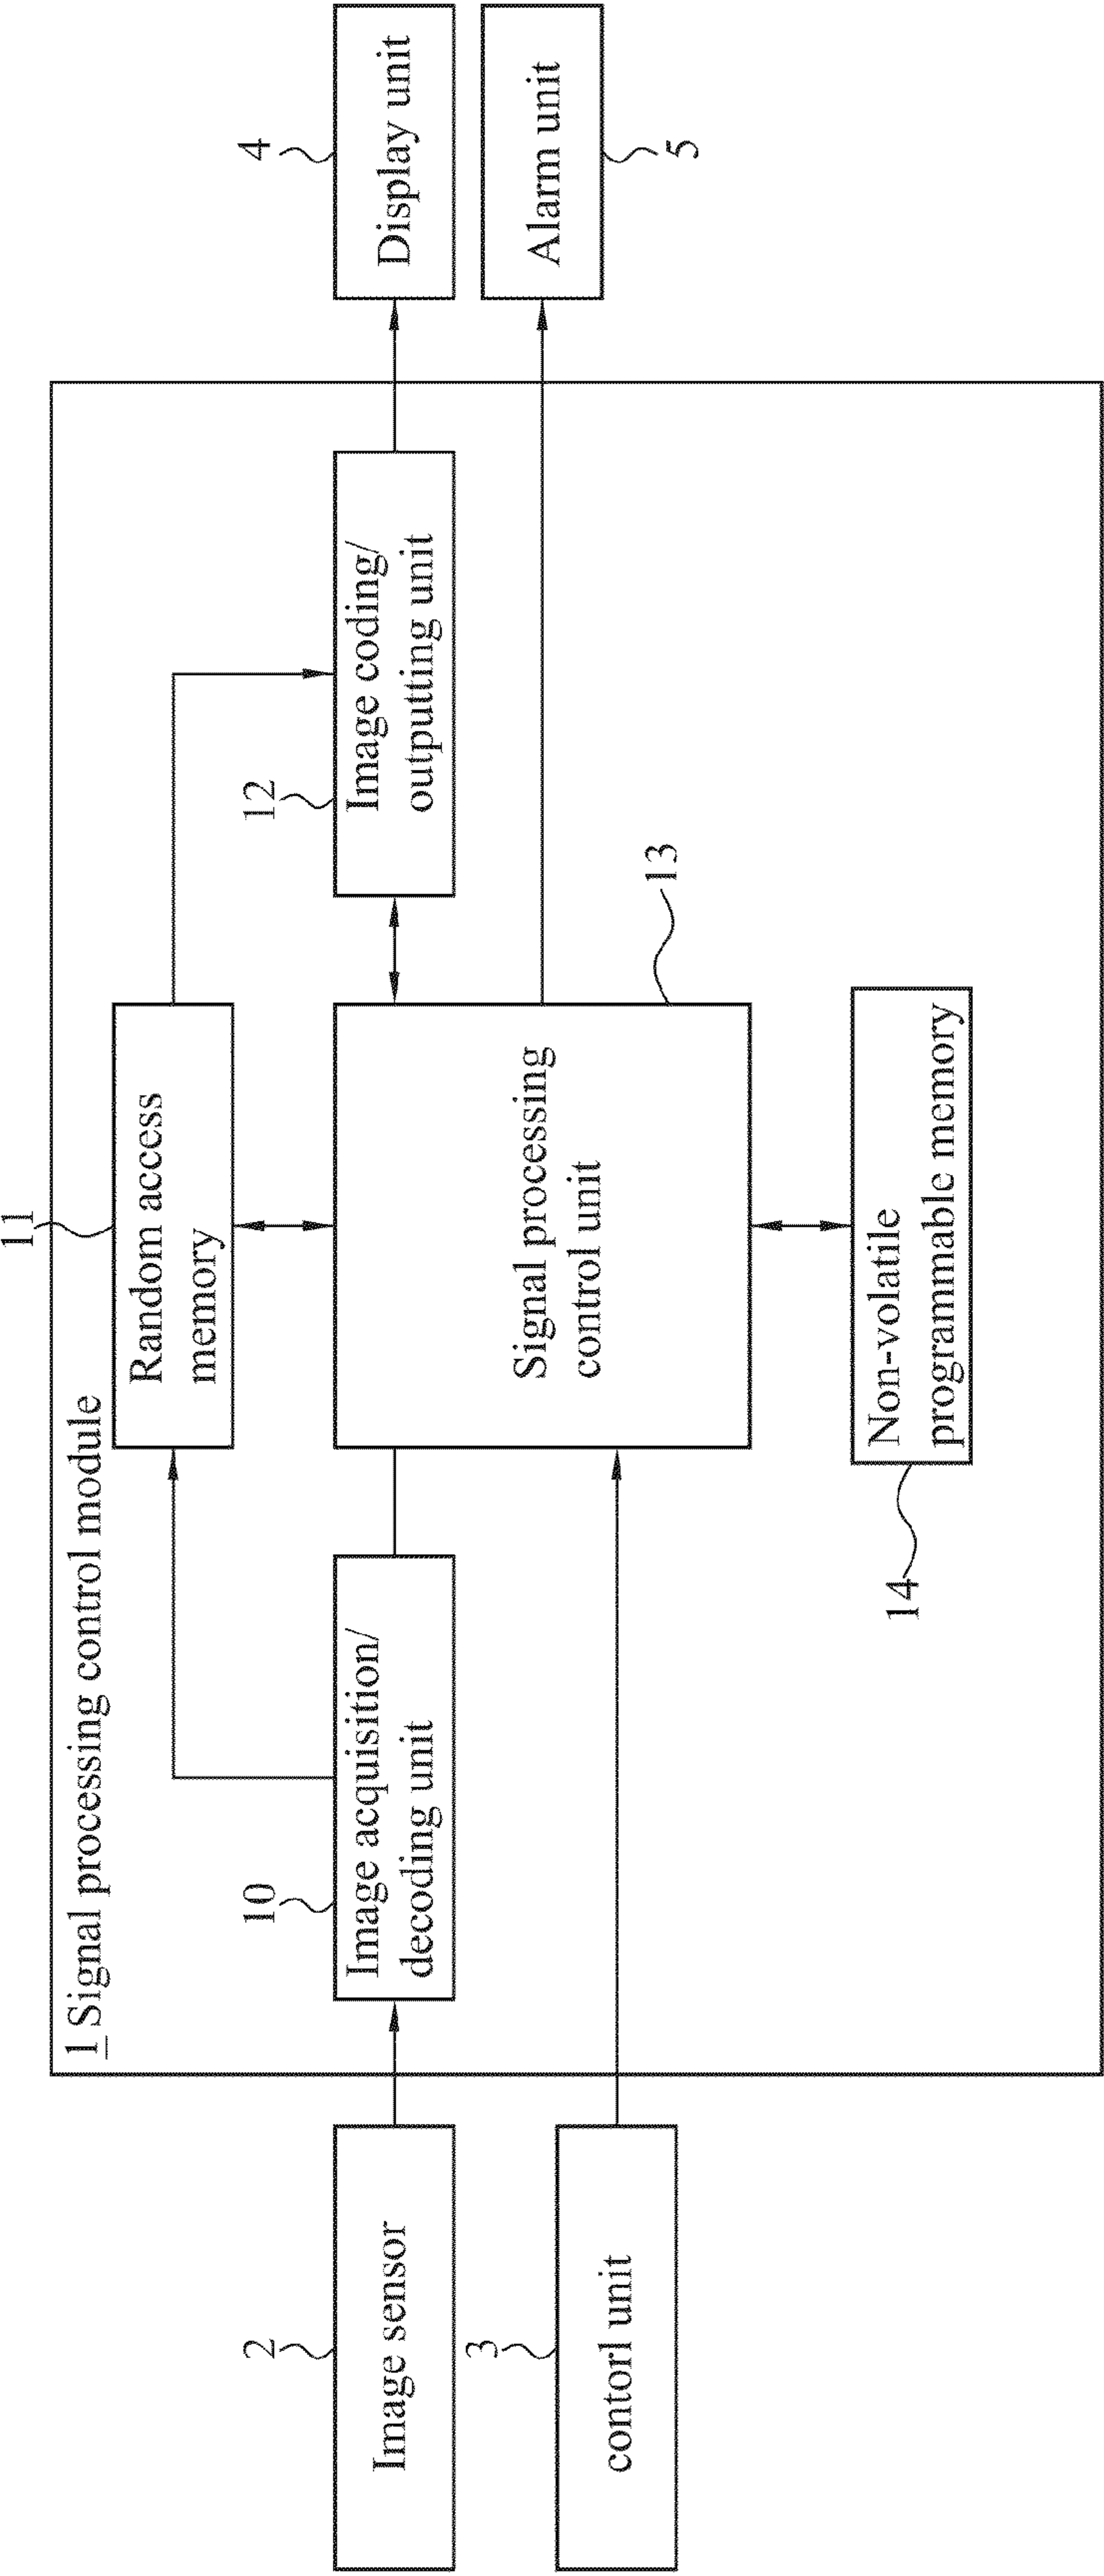 1 Signal processing control module
11
Random access
memory
2
Image sensor
10
Image acquisition/
decoding unit
12
Image coding/
outputting unit
4
Display unit
3
contorl unit
Signal processing
control unit
13
Alarm unit
5
14
Non-volatile
programmable memory